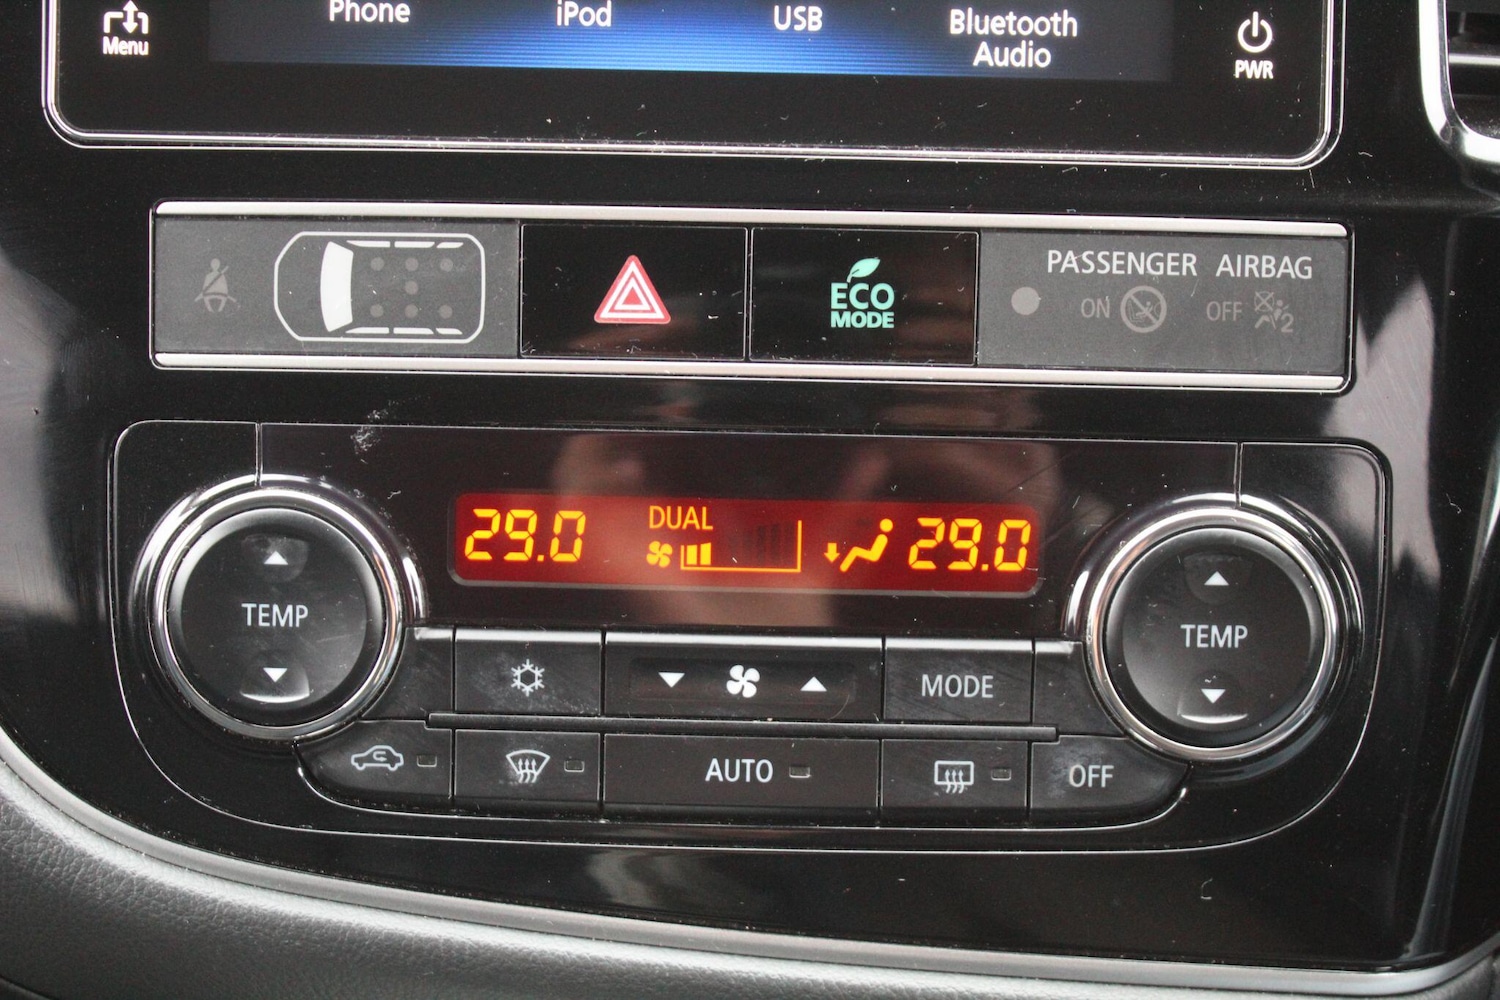 Menu
Phone
iPod
USB
Bluetooth
Audio
PWR
ECO
MODE
PASSENGER AIRBAG
ON
OFF
2
29.0
DUAL
29.0
TEMP
TEMP
MODE
AUTO
OFF